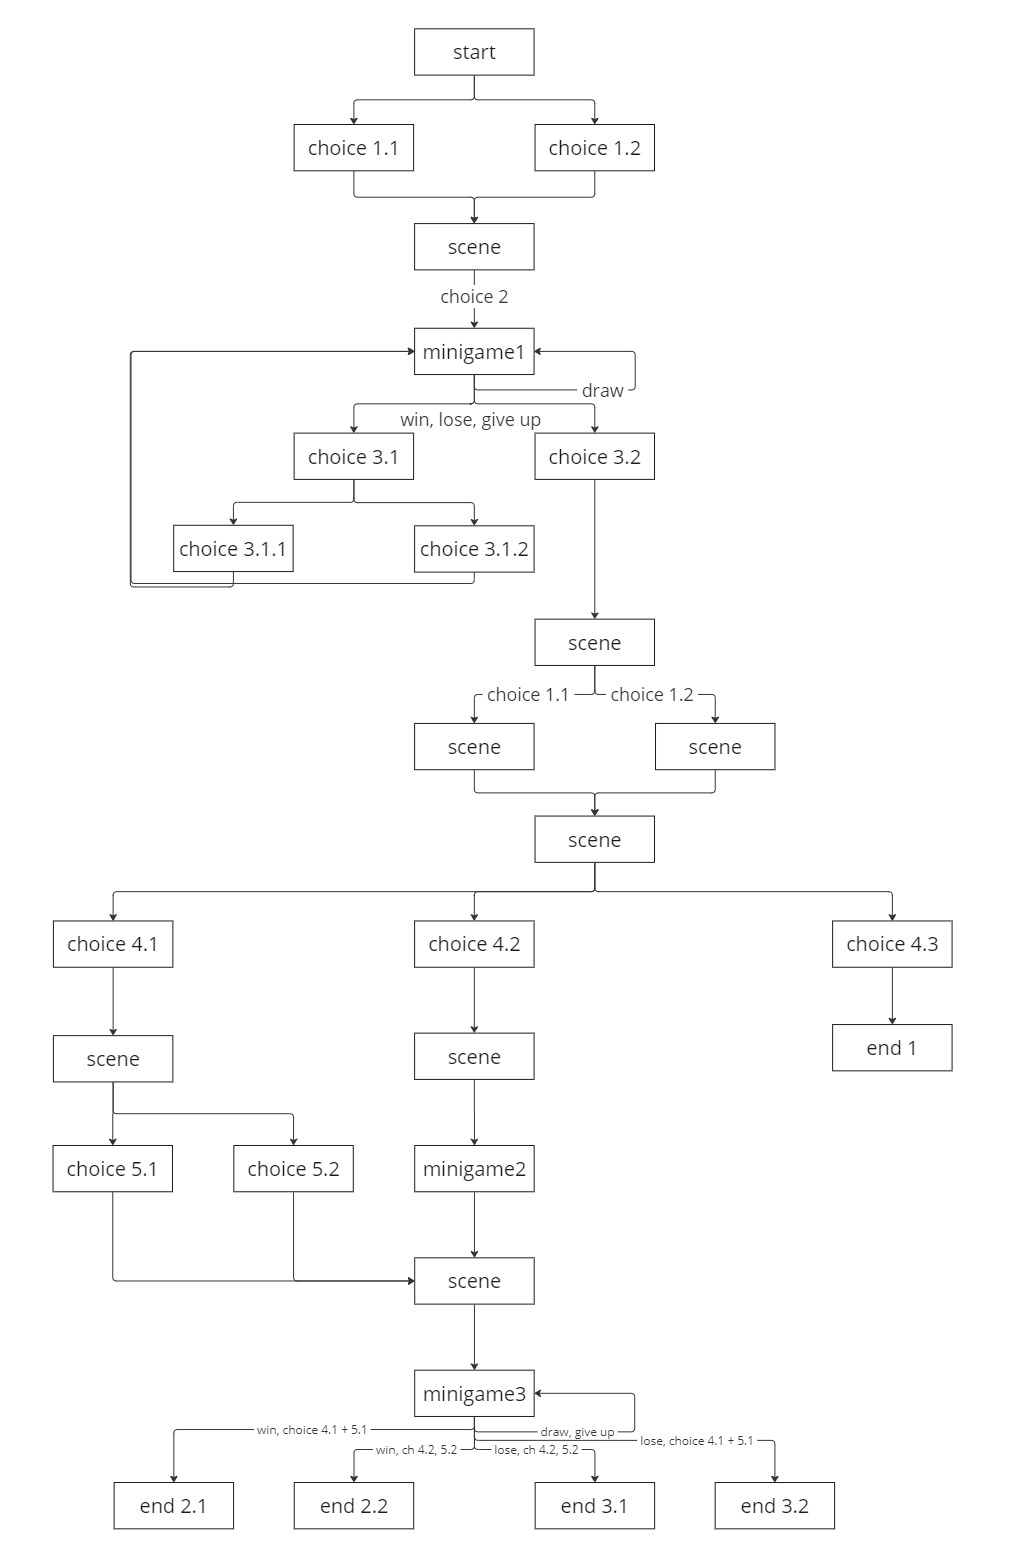 start
choice 1.1
choice 1.2
scene
choice 2
minigame1
draw
win, lose, give up
choice 3.1
choice 3.2
choice 3.1.1
choice 3.1.2
scene
choice 1.1
choice 1.2
scene
scene
scene
choice 4.1
choice 4.2
choice 4.3
scene
scene
end 1
choice 5.1
choice 5.2
minigame2
scene
minigame3
win, choice 4.1 + 5.1
draw, give up
lose, choice 4.1 + 5.1
win, ch 4.2, 5.2
lose, ch 4.2, 5.2
end 2.1
end 2.2
end 3.1
end 3.2